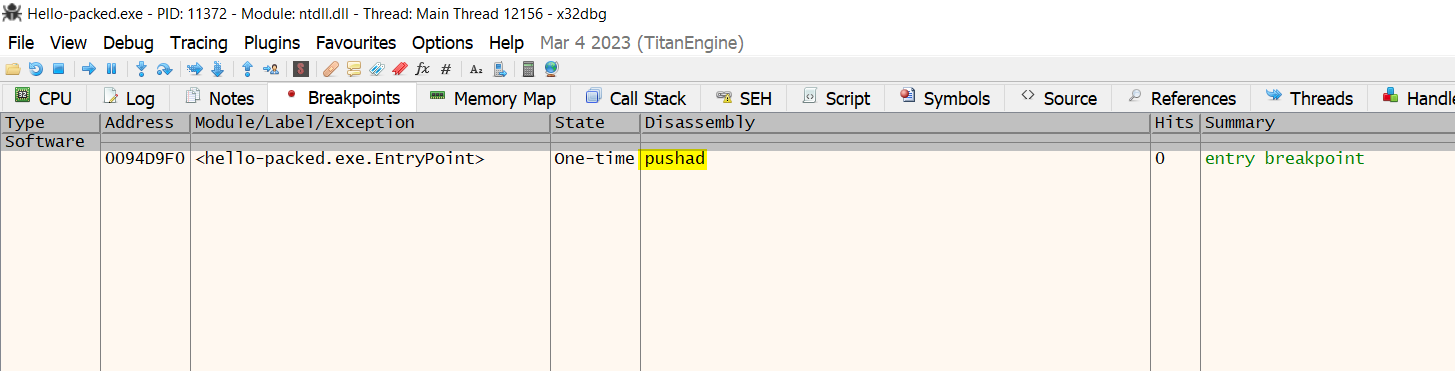 Hello-packed.exe - PID: 11372 - Module: ntdll.dll - Thread: Main Thread 12156 - x32dbg
File View Debug Tracing Plugins Favourites Options Help Mar 4 2023 (TitanEngine)
CPU Log Notes Breakpoints Memory Map Call Stack SEH Script Symbols Source References Threads Handle
Type Address Module/Label/Exception State Disassembly Hits Summary
Software
0094D9F0 <hello-packed.exe.EntryPoint> One-time pushad 0 entry breakpoint